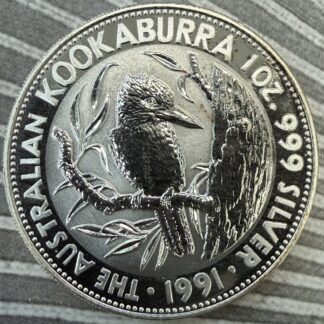 THE AUSTRALIAN KOOKABURRA 1 OZ. 999 SILVER · 1991 ·